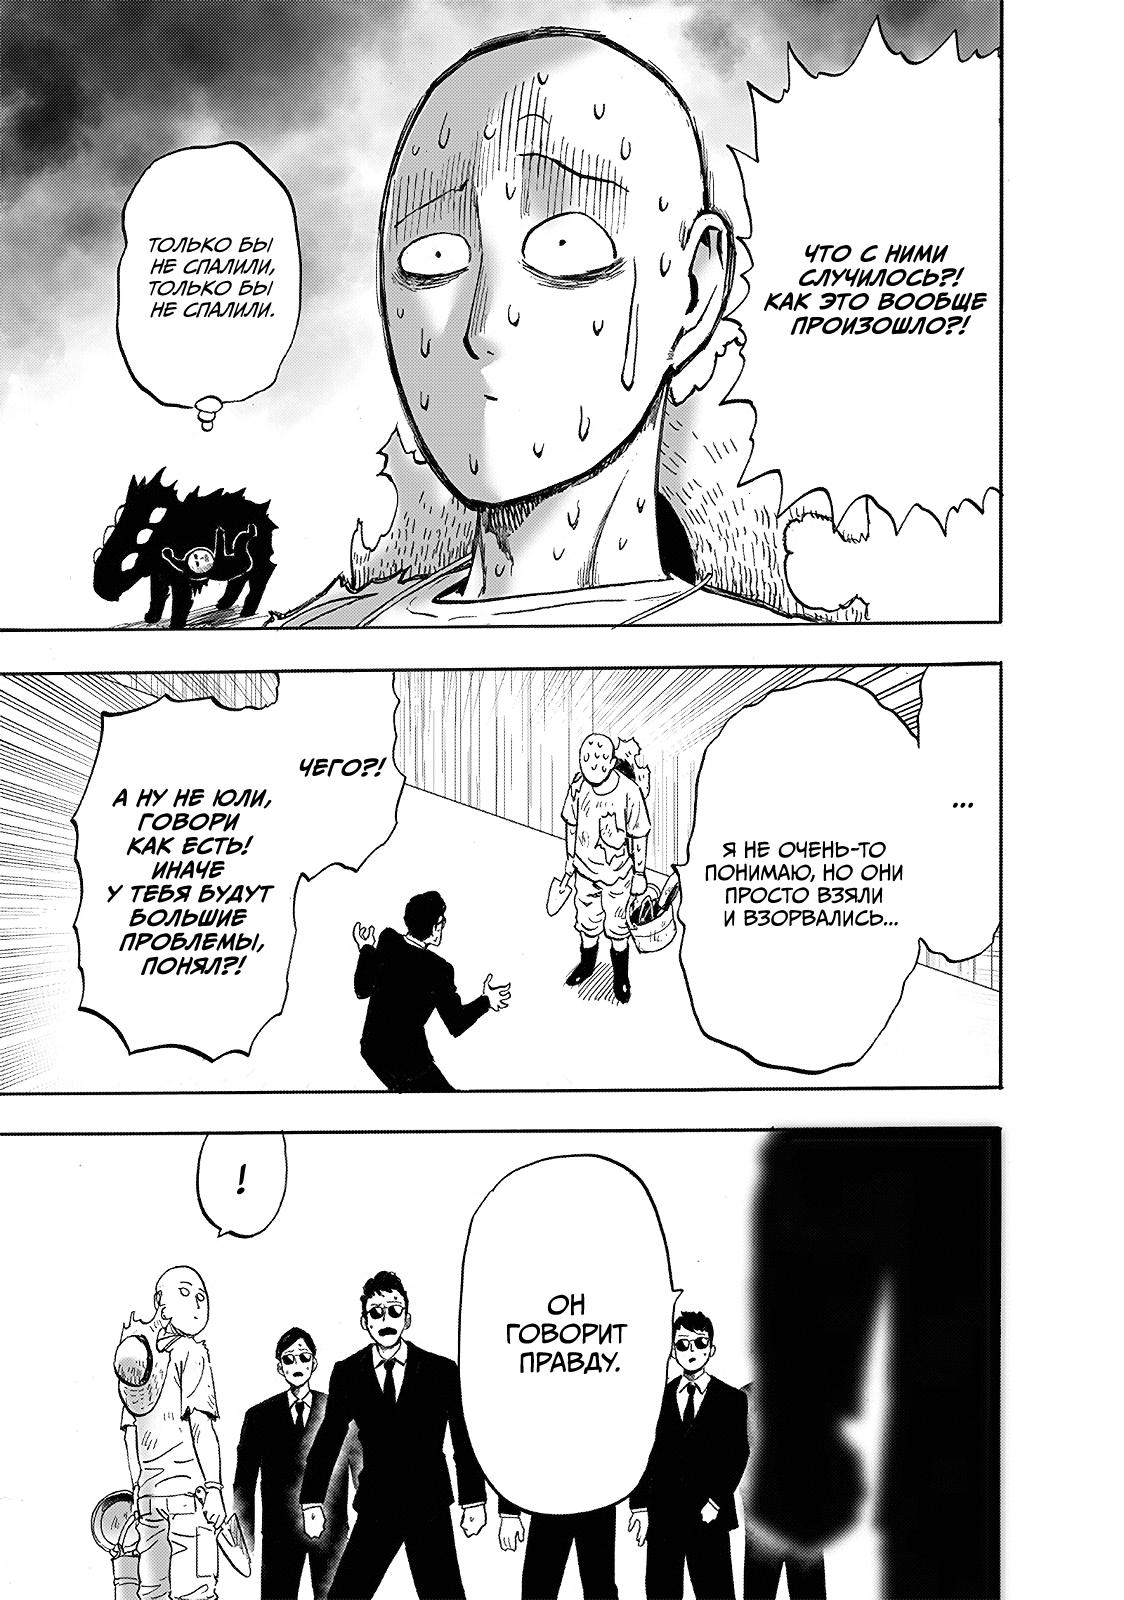 ЧТО С НИМИ
СЛУЧИЛОСЬ?!
КАК ЭТО ВООБЩЕ
ПРОИЗОШЛО?!
ТОЛЬКО БЫ
НЕ СПАЛИЛИ,
ТОЛЬКО БЫ
НЕ СПАЛИЛИ.
...
Я НЕ ОЧЕНЬ-ТО
ПОНИМАЮ, НО ОНИ
ПРОСТО ВЗЯЛИ
И ВЗОРВАЛИСЬ...
ЧЕГО?!
А НУ НЕ ЮЛИ,
ГОВОРИ
КАК ЕСТЬ!
ИНАЧЕ
У ТЕБЯ БУДУТ
БОЛЬШИЕ
ПРОБЛЕМЫ,
ПОНЯЛ?!
ОН
ГОВОРИТ
ПРАВДУ.
!